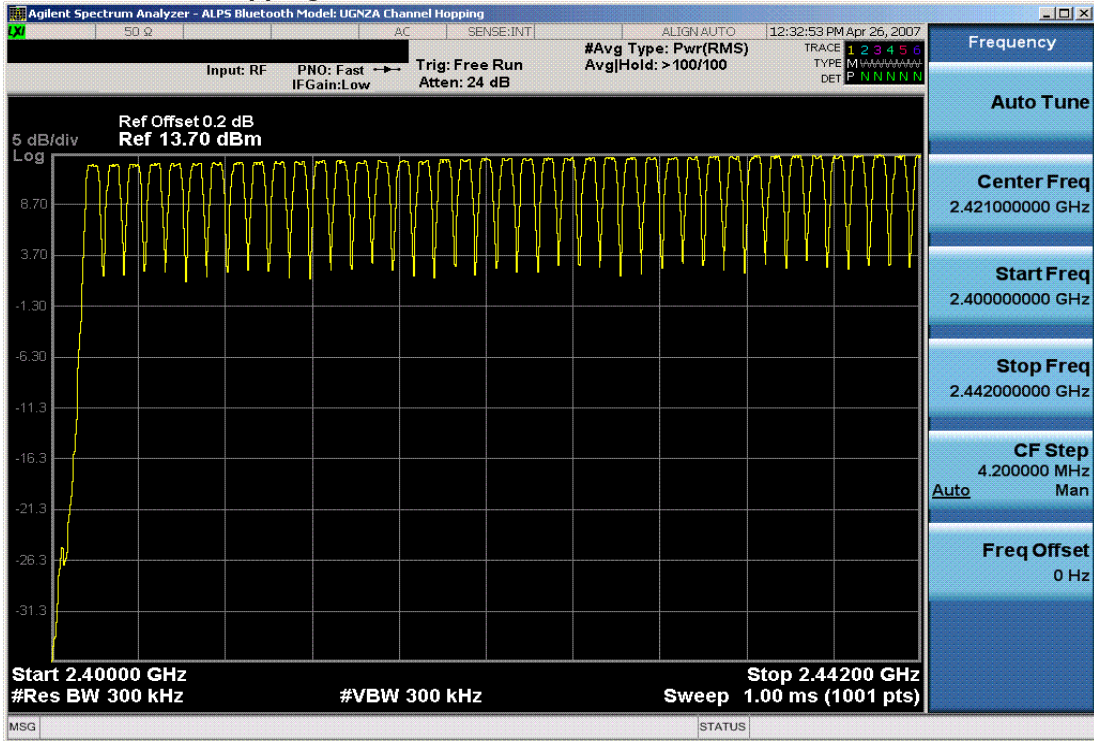 Agilent Spectrum Analyzer - ALPS Bluetooth Model: UGNZA Channel Hopping
LXI 50 Ω AC SENSE:INT ALIGN AUTO 12:32:53 PM Apr 26, 2007
Input: RF PNO: Fast Trig: Free Run #Avg Type: Pwr(RMS) TRACE 1 2 3 4 5 6
IFGain:Low Atten: 24 dB Avg|Hold: >100/100 TYPE M
DET P N N N N N
Ref Offset 0.2 dB
5 dB/div Ref 13.70 dBm
Log
8.70
3.70
-1.30
-6.30
-11.3
-16.3
-21.3
-26.3
-31.3
Start 2.40000 GHz Stop 2.44200 GHz
#Res BW 300 kHz #VBW 300 kHz Sweep 1.00 ms (1001 pts)
MSG STATUS
Frequency
Auto Tune
Center Freq
2.421000000 GHz
Start Freq
2.400000000 GHz
Stop Freq
2.442000000 GHz
CF Step
4.200000 MHz
Auto Man
Freq Offset
0 Hz